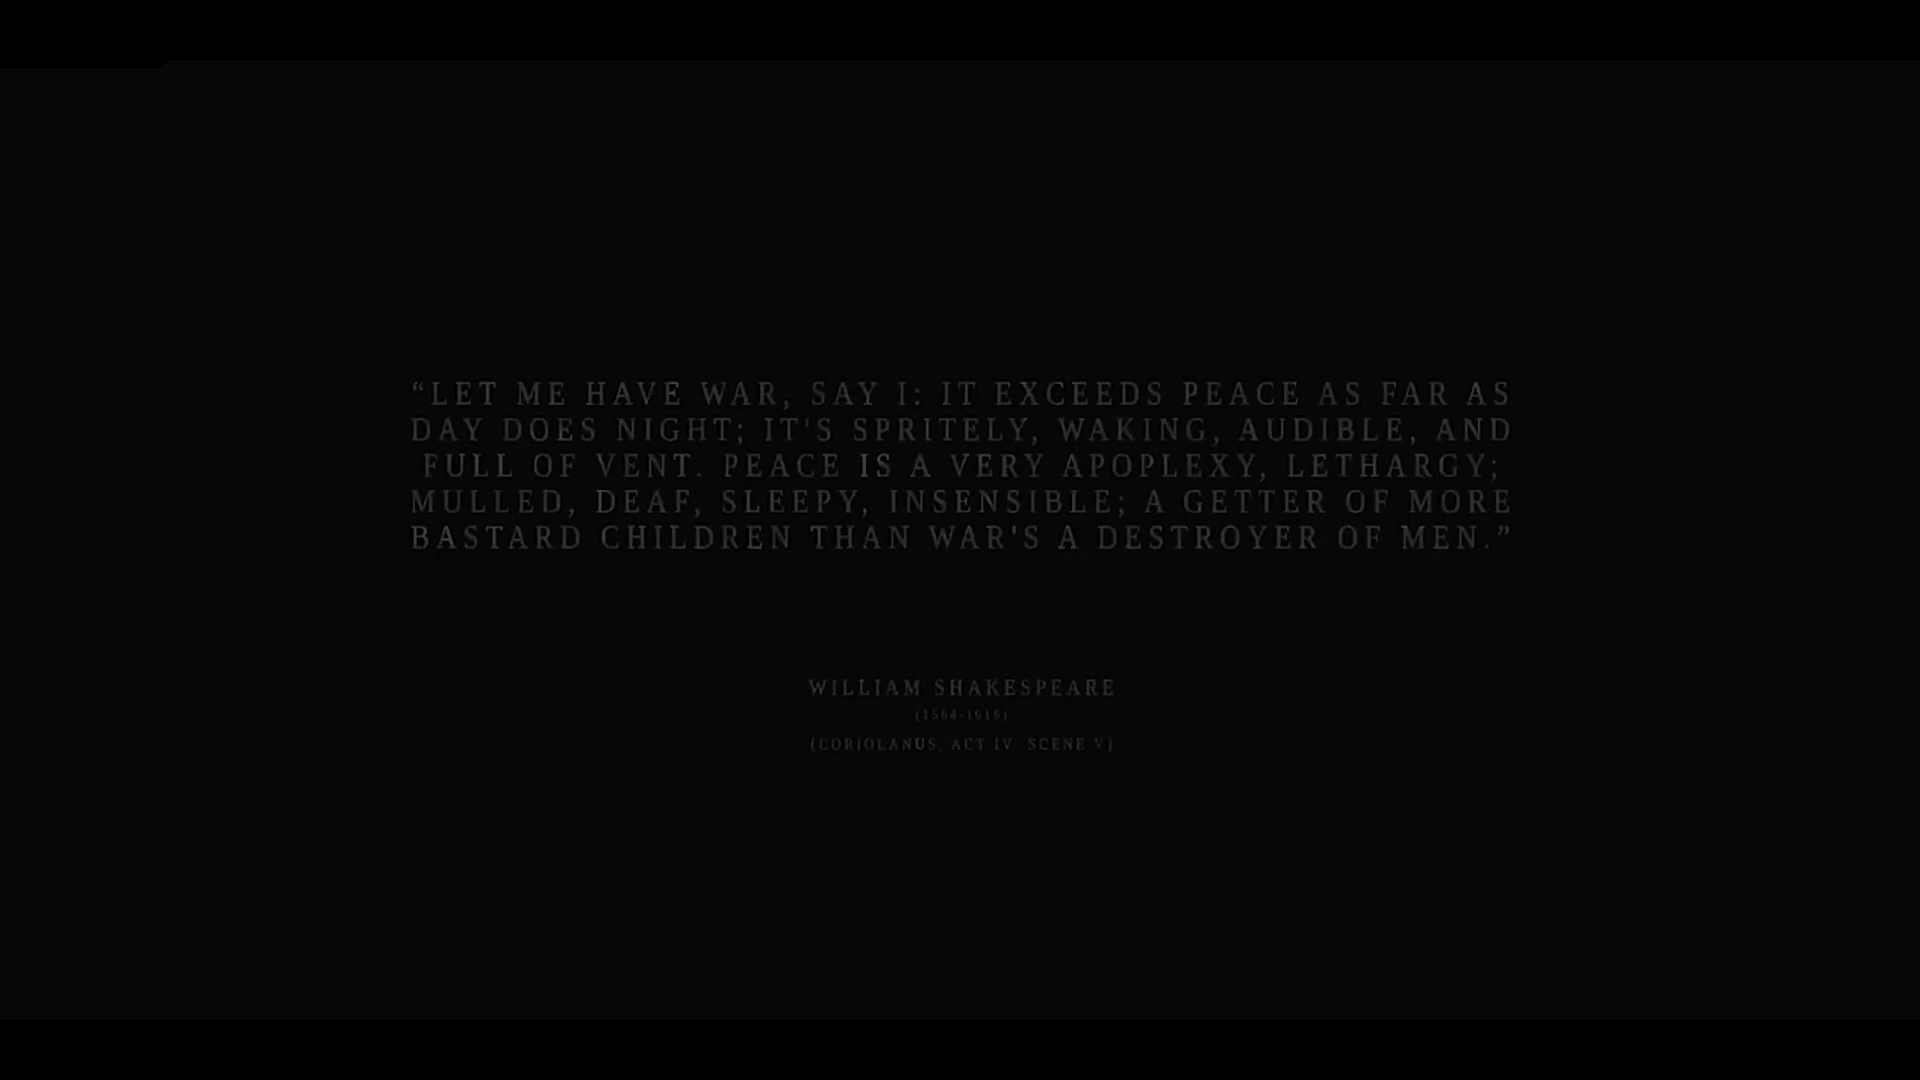 “LET ME HAVE WAR, SAY I: IT EXCEEDS PEACE AS FAR AS
DAY DOES NIGHT; IT'S SPRITELY, WAKING, AUDIBLE, AND
FULL OF VENT. PEACE IS A VERY APOPLEXY, LETHARGY;
MULLED, DEAF, SLEEPY, INSENSIBLE; A GETTER OF MORE
BASTARD CHILDREN THAN WAR'S A DESTROYER OF MEN.”
WILLIAM SHAKESPEARE
(1564-1616)
(CORIOLANUS, ACT IV- SCENE V)